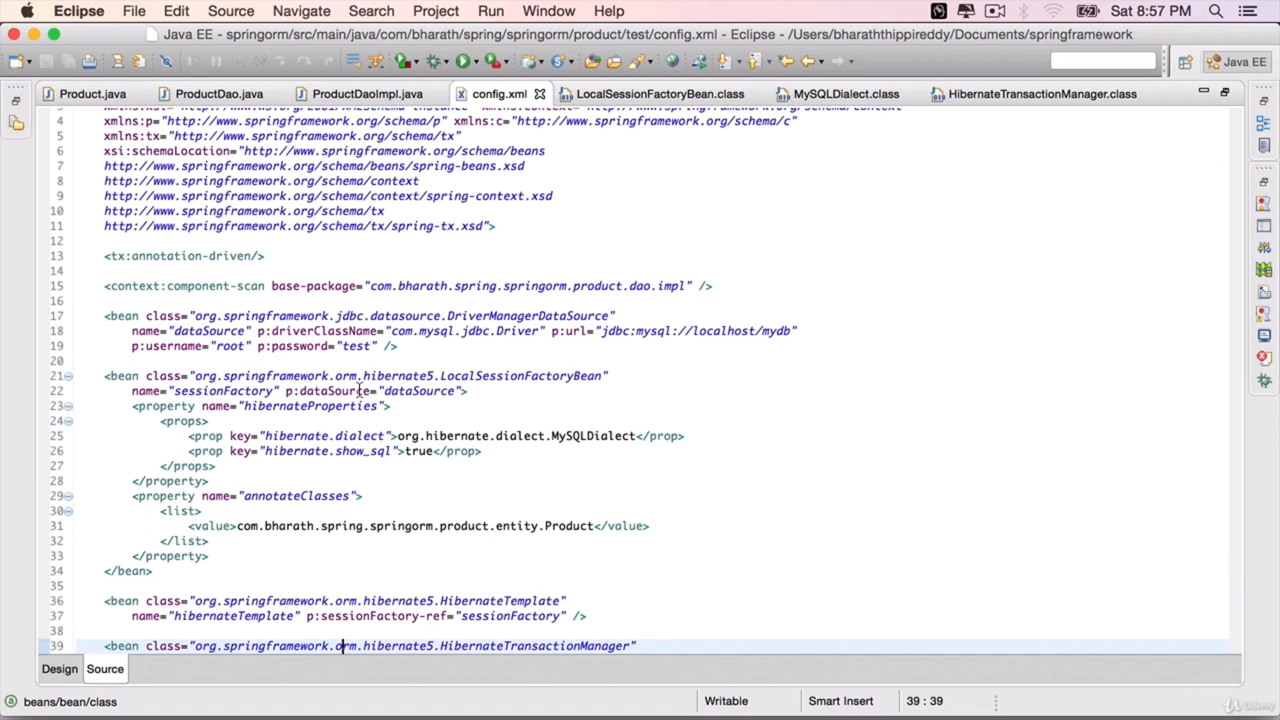 Eclipse File Edit Source Navigate Search Project Run Window Help Sat 8:57 PM
Java EE - springorm/src/main/java/com/bharath/spring/springorm/product/test/config.xml - Eclipse - /Users/bharaththippireddy/Documents/springframework
Java EE
Product.java ProductDao.java ProductDaoImpl.java config.xml LocalSessionFactoryBean.class MySQLDialect.class HibernateTransactionManager.class
4 xmlns:p="http://www.springframework.org/schema/p" xmlns:c="http://www.springframework.org/schema/c"
5 xmlns:tx="http://www.springframework.org/schema/tx"
6 xsi:schemaLocation="http://www.springframework.org/schema/beans
7 http://www.springframework.org/schema/beans/spring-beans.xsd
8 http://www.springframework.org/schema/context
9 http://www.springframework.org/schema/context/spring-context.xsd
10 http://www.springframework.org/schema/tx
11 http://www.springframework.org/schema/tx/spring-tx.xsd">
12
13 <tx:annotation-driven/>
14
15 <context:component-scan base-package="com.bharath.spring.springorm.product.dao.impl" />
16
17 <bean class="org.springframework.jdbc.datasource.DriverManagerDataSource"
18 name="dataSource" p:driverClassName="com.mysql.jdbc.Driver" p:url="jdbc:mysql://localhost/mydb"
19 p:username="root" p:password="test" />
20
21 <bean class="org.springframework.orm.hibernate5.LocalSessionFactoryBean"
22 name="sessionFactory" p:dataSource="dataSource">
23 <property name="hibernateProperties">
24 <props>
25 <prop key="hibernate.dialect">org.hibernate.dialect.MySQLDialect</prop>
26 <prop key="hibernate.show_sql">true</prop>
27 </props>
28 </property>
29 <property name="annotateClasses">
30 <list>
31 <value>com.bharath.spring.springorm.product.entity.Product</value>
32 </list>
33 </property>
34 </bean>
35
36 <bean class="org.springframework.orm.hibernate5.HibernateTemplate"
37 name="hibernateTemplate" p:sessionFactory-ref="sessionFactory" />
38
39 <bean class="org.springframework.orm.hibernate5.HibernateTransactionManager"
Design Source
beans/bean/class Writable Smart Insert 39 : 39
Udemy